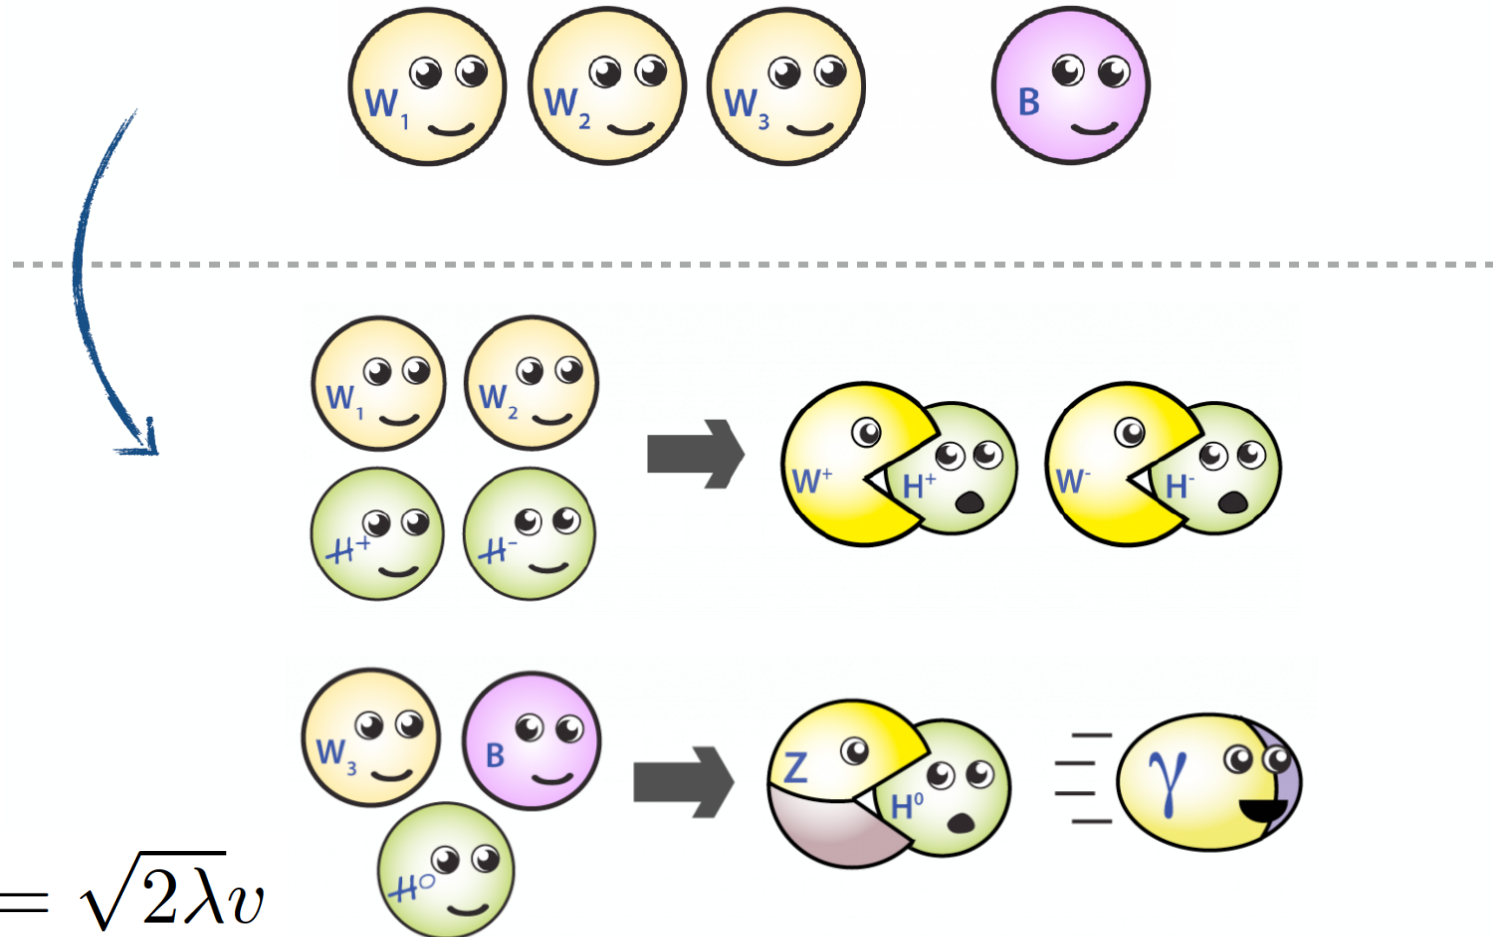 W₁ W₂ W₃ B
W₁ W₂
W⁺ H⁺ W⁻ H⁻
H⁺ H⁻
W₃ B
Z H⁰ γ
H⁰
= √2λv